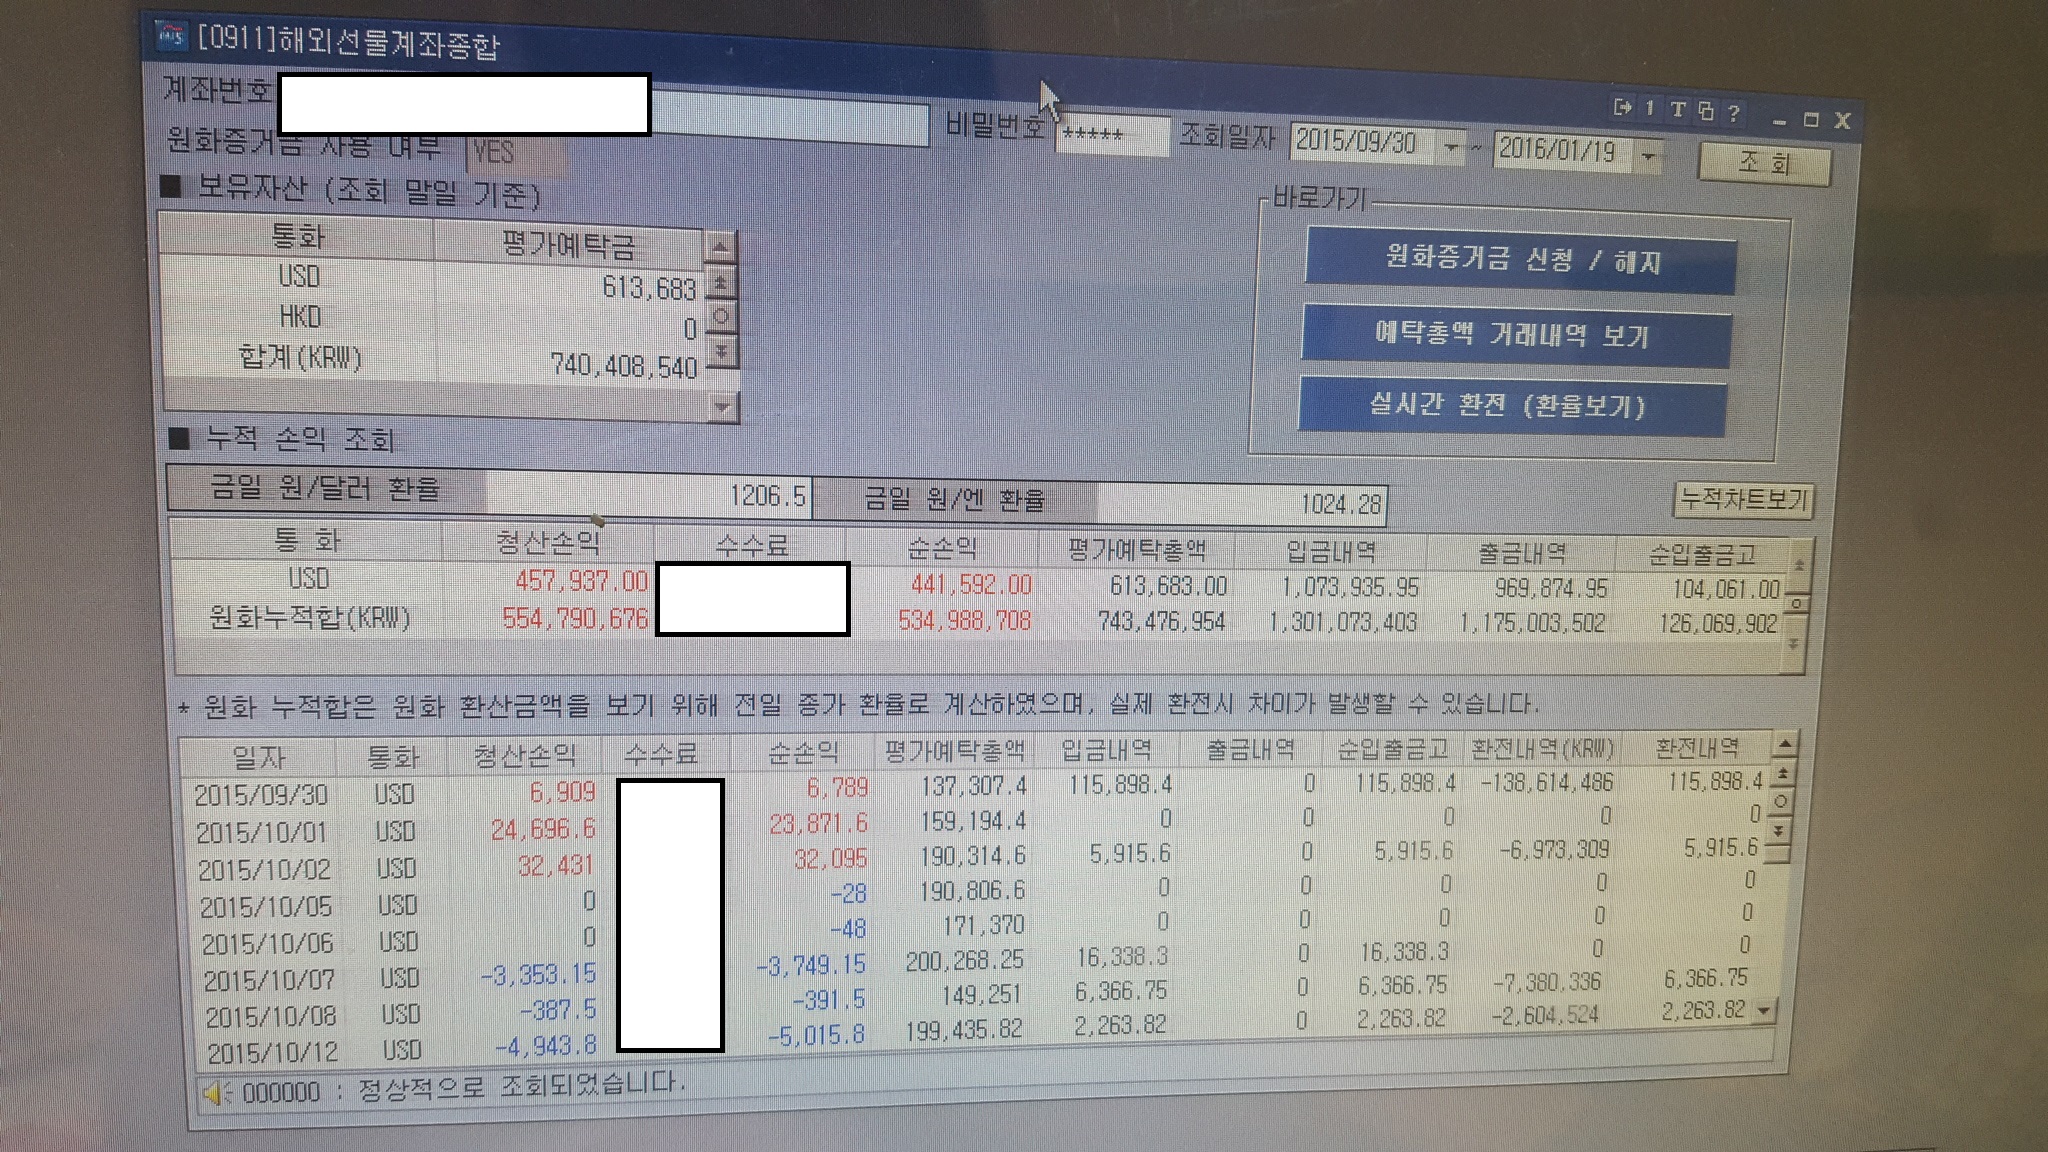 [0911]해외선물계좌종합
계좌번호 비밀번호 ***** 조회일자 2015/09/30 ~ 2016/01/19 조 회
원화증거금 사용 여부 YES
■ 보유자산 (조회 말일 기준)
통화 평가예탁금
USD 613,683
HKD 0
합계(KRW) 740,408,540
바로가기
원화증거금 신청 / 해지
예탁총액 거래내역 보기
실시간 환전 (환율보기)
■ 누적 손익 조회
금일 원/달러 환율 1206.5 금일 원/엔 환율 1024.28 누적차트보기
통 화 청산손익 수수료 순손익 평가예탁총액 입금내역 출금내역 순입출금고
USD 457,937.00 441,592.00 613,683.00 1,073,935.95 969,874.95 104,061.00
원화누적합(KRW) 554,790,676 534,988,708 743,476,954 1,301,073,403 1,175,003,502 126,069,902
* 원화 누적합은 원화 환산금액을 보기 위해 전일 종가 환율로 계산하였으며, 실제 환전시 차이가 발생할 수 있습니다.
일자 통화 청산손익 수수료 순손익 평가예탁총액 입금내역 출금내역 순입출금고 환전내역(KRW) 환전내역
2015/09/30 USD 6,909 6,789 137,307.4 115,898.4 0 115,898.4 -138,614,486 115,898.4
2015/10/01 USD 24,696.6 23,871.6 159,194.4 0 0 0 0 0
2015/10/02 USD 32,431 32,095 190,314.6 5,915.6 0 5,915.6 -6,973,309 5,915.6
2015/10/05 USD 0 -28 190,806.6 0 0 0 0 0
2015/10/06 USD 0 -48 171,370 0 0 0 0 0
2015/10/07 USD -3,353.15 -3,749.15 200,268.25 16,338.3 0 16,338.3 0 0
2015/10/08 USD -387.5 -391.5 149,251 6,366.75 0 6,366.75 -7,380,336 6,366.75
2015/10/12 USD -4,943.8 -5,015.8 199,435.82 2,263.82 0 2,263.82 -2,604,524 2,263.82
000000 : 정상적으로 조회되었습니다.